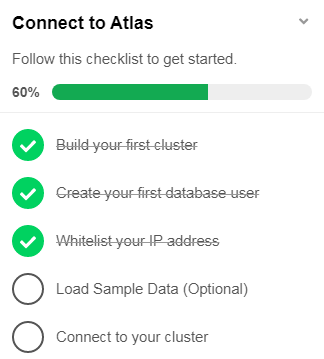 Connect to Atlas
Follow this checklist to get started.
60%
Build your first cluster
Create your first database user
Whitelist your IP address
Load Sample Data (Optional)
Connect to your cluster